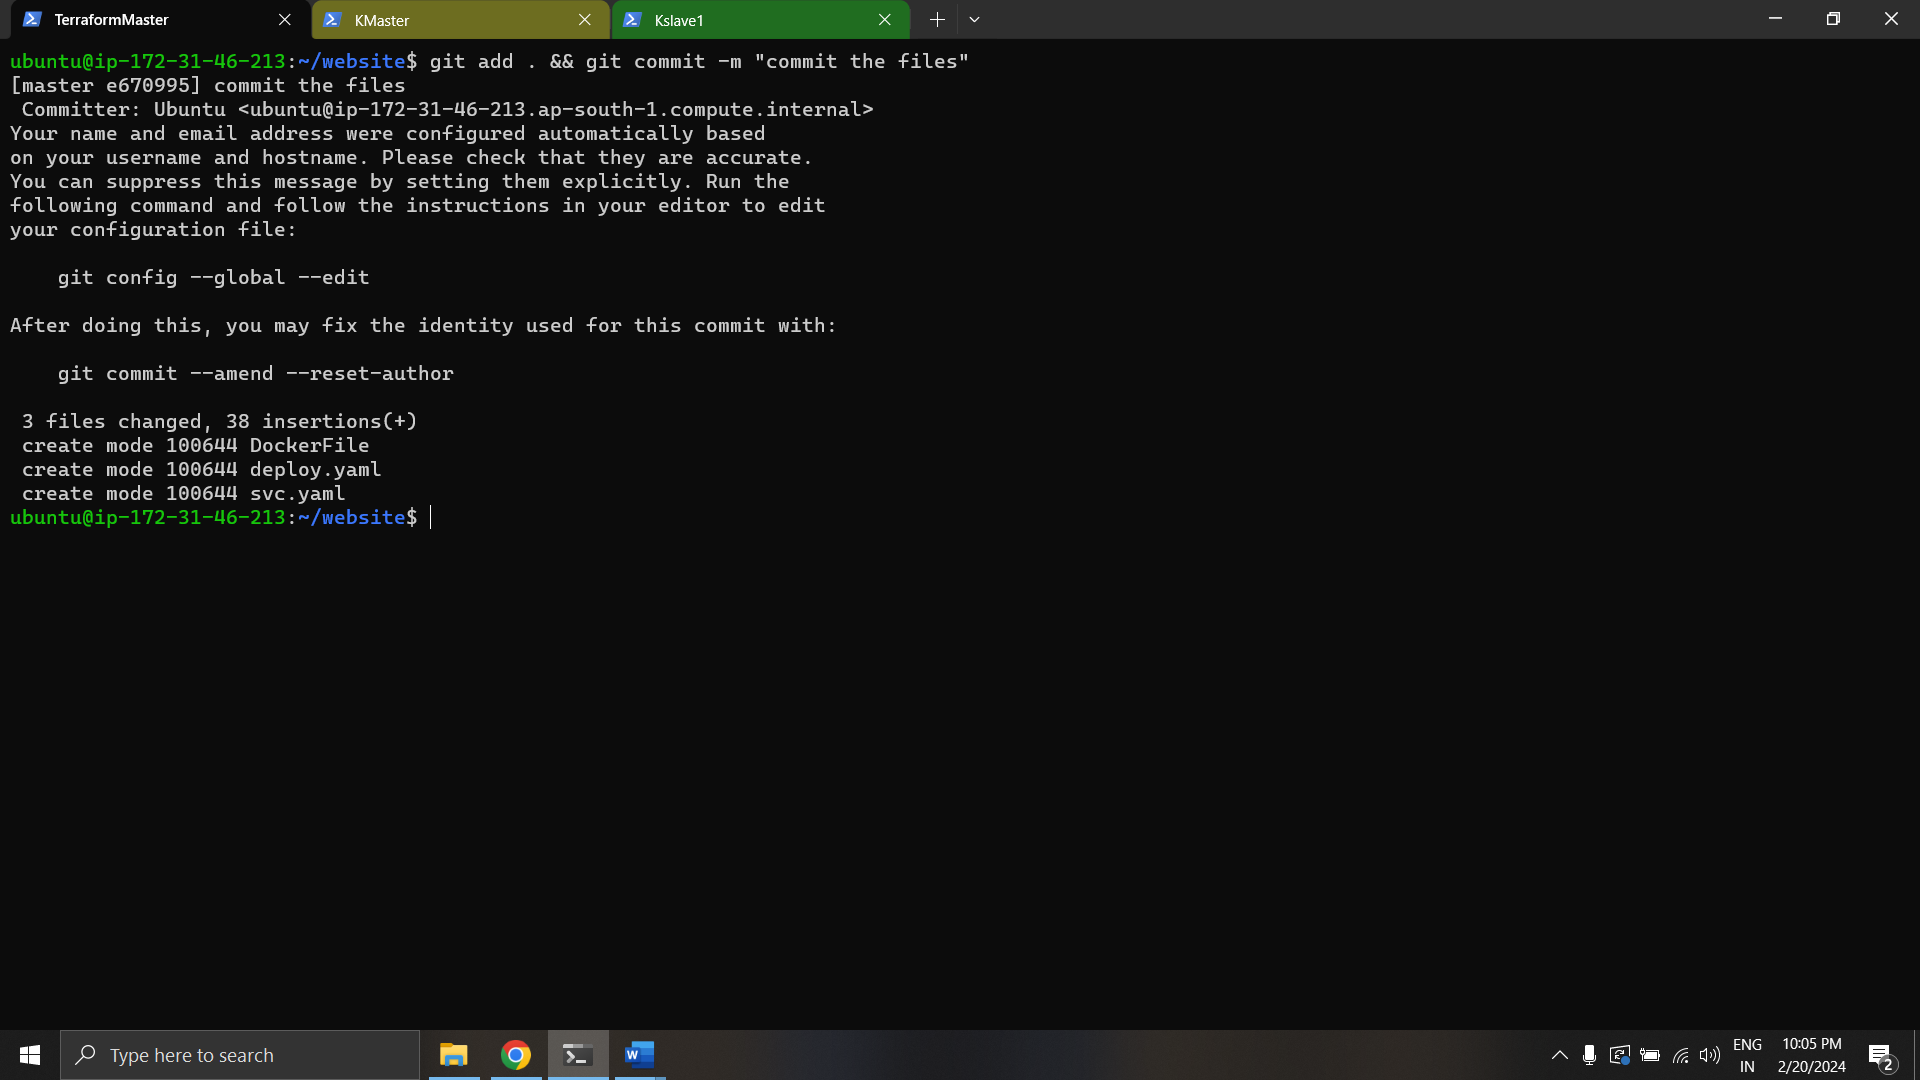 TerraformMaster
KMaster
Kslave1
ubuntu@ip-172-31-46-213:~/website$ git add . && git commit -m "commit the files"
[master e670995] commit the files
 Committer: Ubuntu <ubuntu@ip-172-31-46-213.ap-south-1.compute.internal>
Your name and email address were configured automatically based
on your username and hostname. Please check that they are accurate.
You can suppress this message by setting them explicitly. Run the
following command and follow the instructions in your editor to edit
your configuration file:
    git config --global --edit
After doing this, you may fix the identity used for this commit with:
    git commit --amend --reset-author
 3 files changed, 38 insertions(+)
 create mode 100644 DockerFile
 create mode 100644 deploy.yaml
 create mode 100644 svc.yaml
ubuntu@ip-172-31-46-213:~/website$
Type here to search
W
ENG
IN
10:05 PM
2/20/2024
2